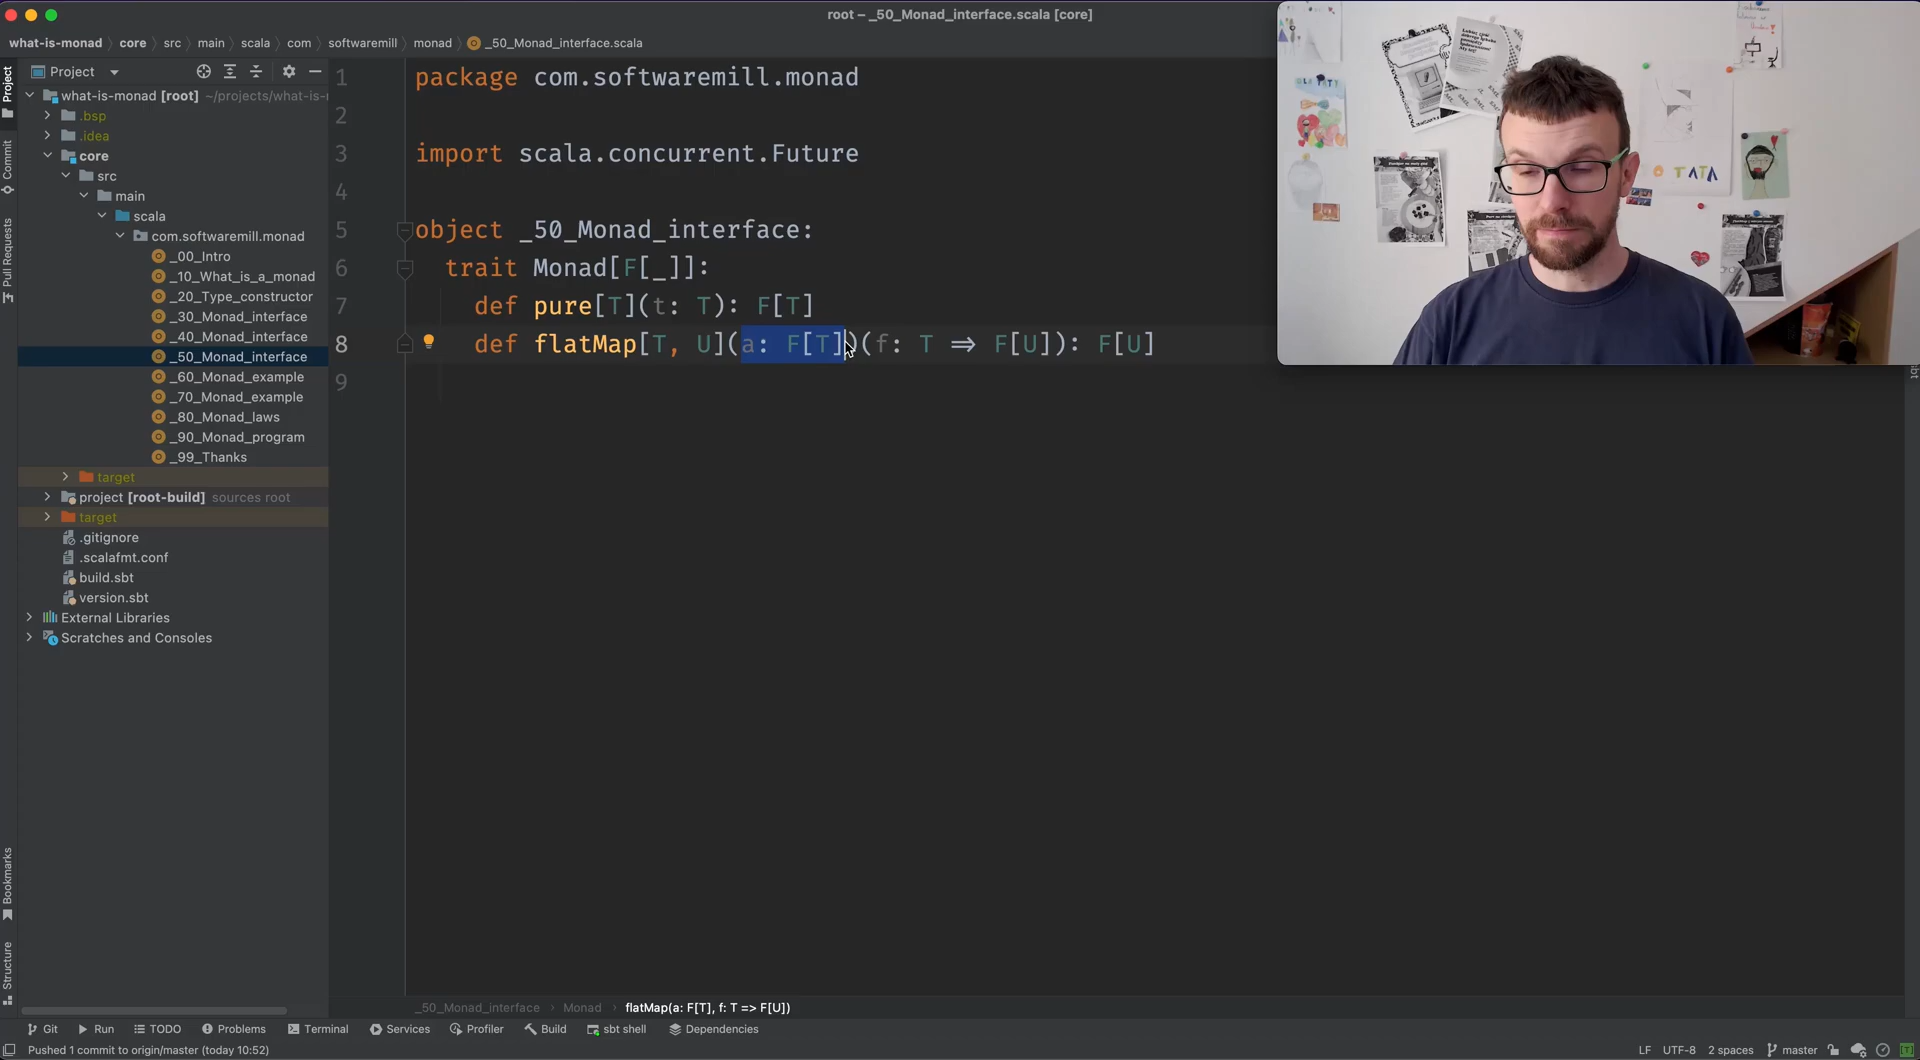 root – _50_Monad_interface.scala [core]
what-is-monad core src main scala com softwaremill monad _50_Monad_interface.scala
Project
Project
what-is-monad [root] ~/projects/what-is-
.bsp
.idea
core
src
main
scala
com.softwaremill.monad
_00_Intro
_10_What_is_a_monad
_20_Type_constructor
_30_Monad_interface
_40_Monad_interface
_50_Monad_interface
_60_Monad_example
_70_Monad_example
_80_Monad_laws
_90_Monad_program
_99_Thanks
target
project [root-build] sources root
target
.gitignore
.scalafmt.conf
build.sbt
version.sbt
External Libraries
Scratches and Consoles
Commit
Pull Requests
Bookmarks
Structure
1 package com.softwaremill.monad
2
3 import scala.concurrent.Future
4
5 object _50_Monad_interface:
6 trait Monad[F[_]]:
7 def pure[T](t: T): F[T]
8 def flatMap[T, U](a: F[T])(f: T => F[U]): F[U]
9
TATA
sbt
_50_Monad_interface Monad flatMap(a: F[T], f: T => F[U])
Git Run TODO Problems Terminal Services Profiler Build sbt shell Dependencies
Pushed 1 commit to origin/master (today 10:52)
LF UTF-8 2 spaces master